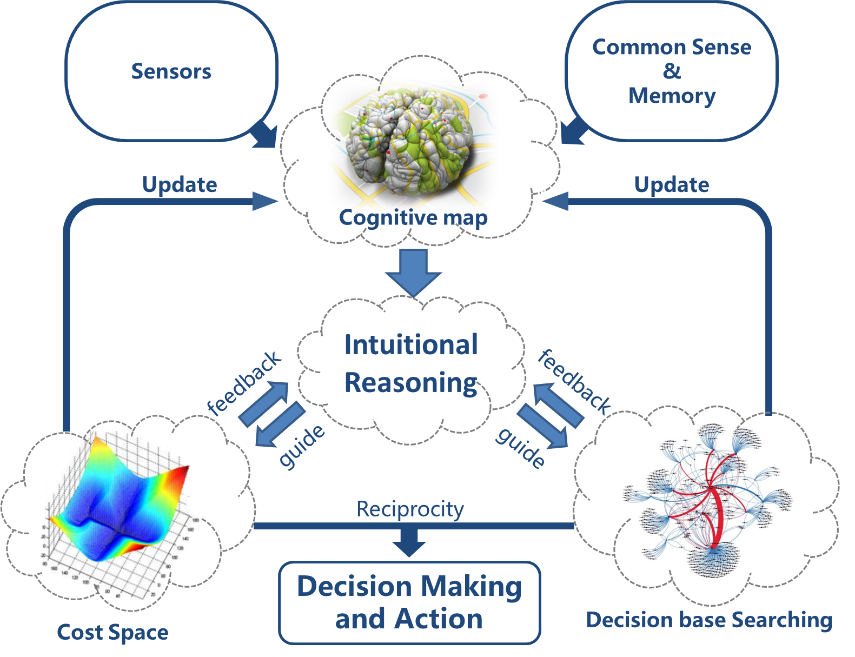 Sensors
Common Sense
&
Memory
Update
Update
Cognitive map
Intuitional
Reasoning
feedback
guide
feedback
guide
Reciprocity
Decision Making
and Action
Cost Space
Decision base Searching